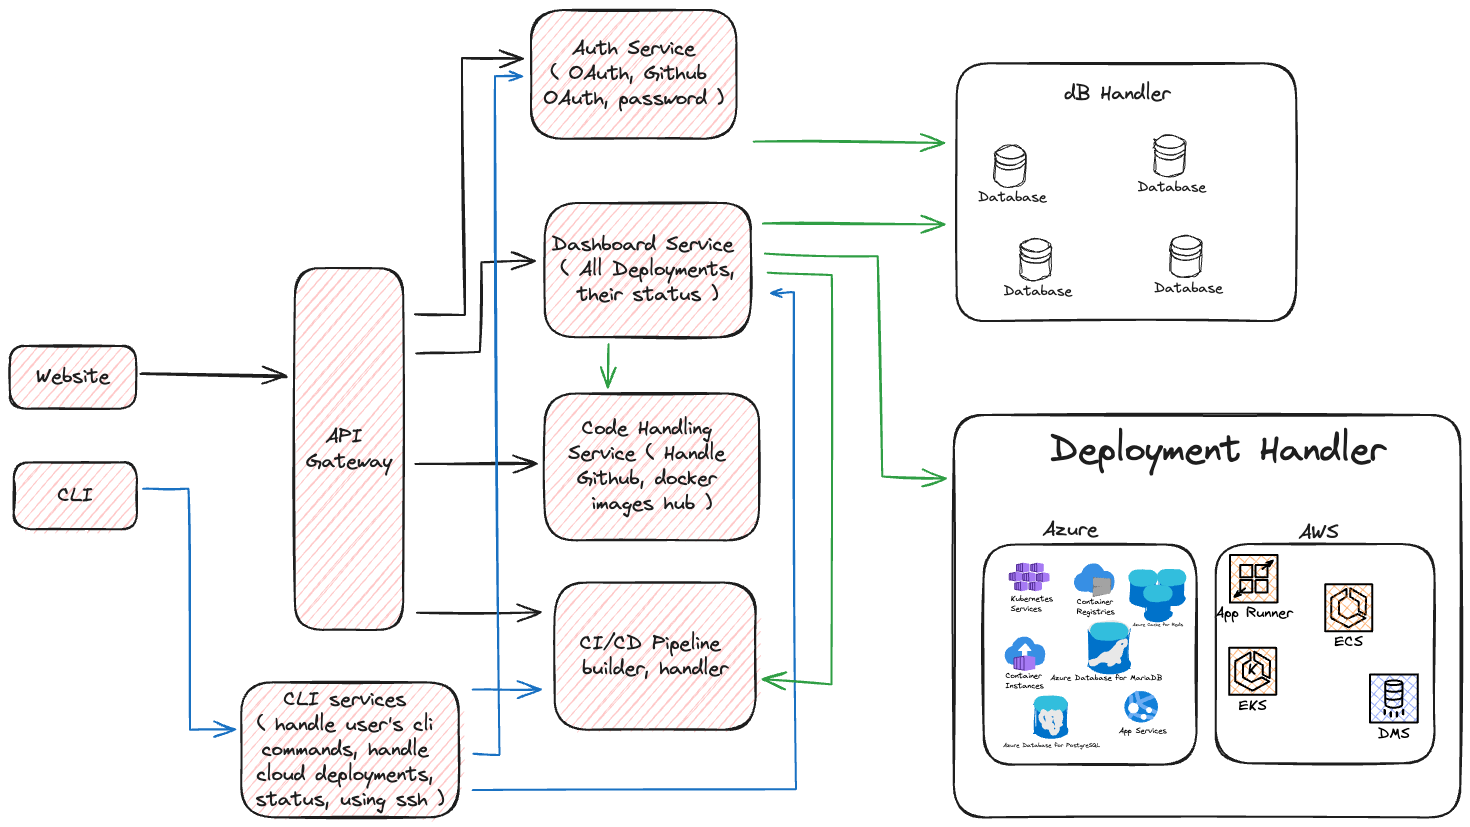 Auth Service
( OAuth, Github
OAuth, password )
dB Handler
Database
Database
Database
Database
Dashboard Service
( All Deployments,
their status )
Website
CLI
API
Gateway
Code Handling
Service ( Handle
Github, docker
images hub )
CI/CD Pipeline
builder, handler
CLI services
( handle user's cli
commands, handle
cloud deployments,
status, using ssh )
Deployment Handler
Azure
Kubernetes
Services
Container
Registries
Azure Cache for Redis
Container
Instances
Azure Database for MariaDB
Azure Database for PostgreSQL
App Services
AWS
App Runner
ECS
EKS
DMS